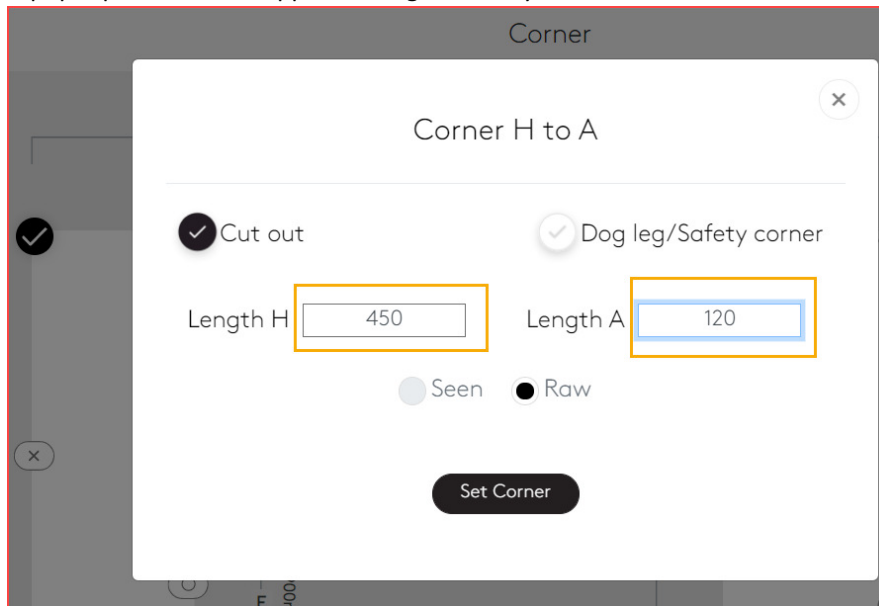 Corner
Corner H to A
Cut out
Dog leg/Safety corner
Length H 450
Length A 120
Seen
Raw
Set Corner
E